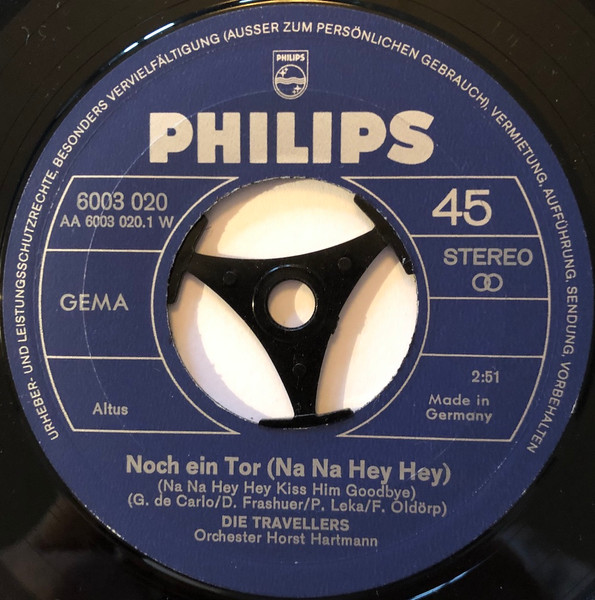 URHEBER- UND LEISTUNGSSCHUTZRECHTE, BESONDERS VERVIELFÄLTIGUNG (AUSSER ZUM PERSÖNLICHEN GEBRAUCH), VERMIETUNG, AUFFÜHRUNG, SENDUNG, VORBEHALTEN
PHILIPS
PHILIPS
6003 020
AA 6003 020.1 W
45
STEREO
GEMA
2:51
Altus
Made in
Germany
Noch ein Tor (Na Na Hey Hey)
(Na Na Hey Hey Kiss Him Goodbye)
(G. de Carlo/D. Frashuer/P. Leka/F. Oldörp)
DIE TRAVELLERS
Orchester Horst Hartmann